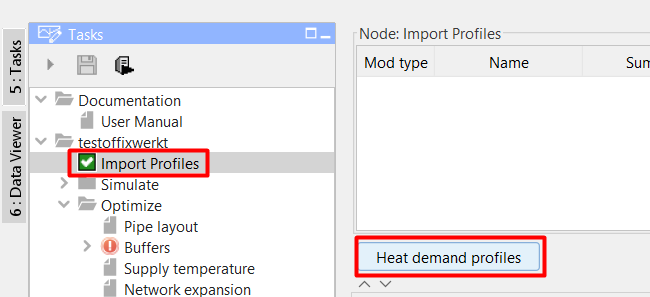 5 : Tasks
6 : Data Viewer
Tasks
Documentation
User Manual
testoffixwerkt
Import Profiles
Simulate
Optimize
Pipe layout
Buffers
Supply temperature
Network expansion
Node: Import Profiles
Mod type Name Sum
Heat demand profiles